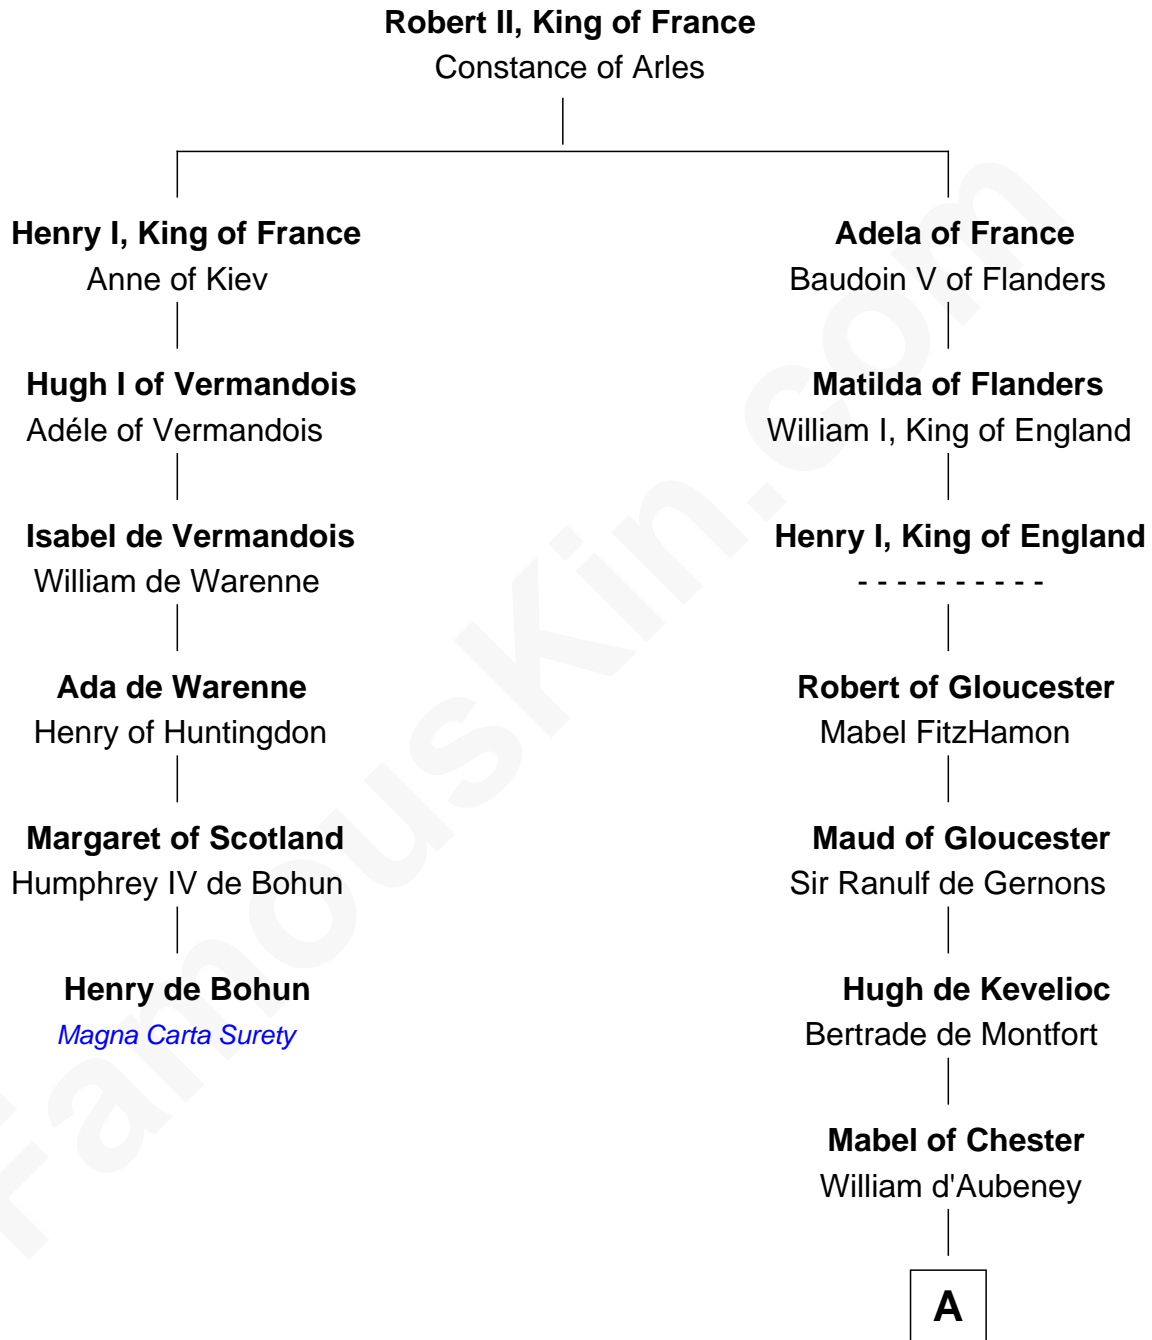 Robert II, King of France
Constance of Arles
Henry I, King of France
Anne of Kiev
Adela of France
Baudoin V of Flanders
Hugh I of Vermandois
Adéle of Vermandois
Matilda of Flanders
William I, King of England
Isabel de Vermandois
William de Warenne
Henry I, King of England
- - - - - - - - - -
Ada de Warenne
Henry of Huntingdon
Robert of Gloucester
Mabel FitzHamon
Margaret of Scotland
Humphrey IV de Bohun
Maud of Gloucester
Sir Ranulf de Gernons
Henry de Bohun
Magna Carta Surety
Hugh de Kevelioc
Bertrade de Montfort
Mabel of Chester
William d'Aubeney
A
FamousKin.com